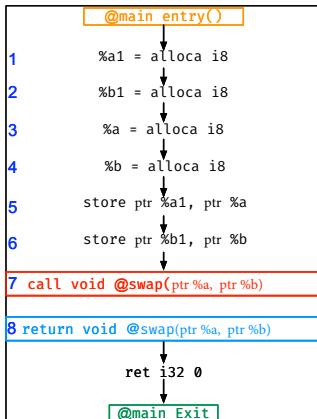 @main entry()
1 %a1 = alloca i8
2 %b1 = alloca i8
3 %a = alloca i8
4 %b = alloca i8
5 store ptr %a1, ptr %a
6 store ptr %b1, ptr %b
7 call void @swap(ptr %a, ptr %b)
8 return void @swap(ptr %a, ptr %b)
ret i32 0
@main Exit